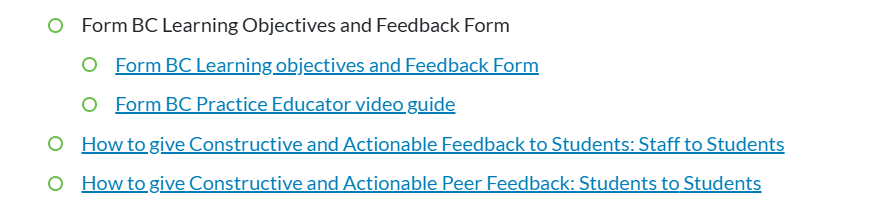 Form BC Learning Objectives and Feedback Form
Form BC Learning objectives and Feedback Form
Form BC Practice Educator video guide
How to give Constructive and Actionable Feedback to Students: Staff to Students
How to give Constructive and Actionable Peer Feedback: Students to Students